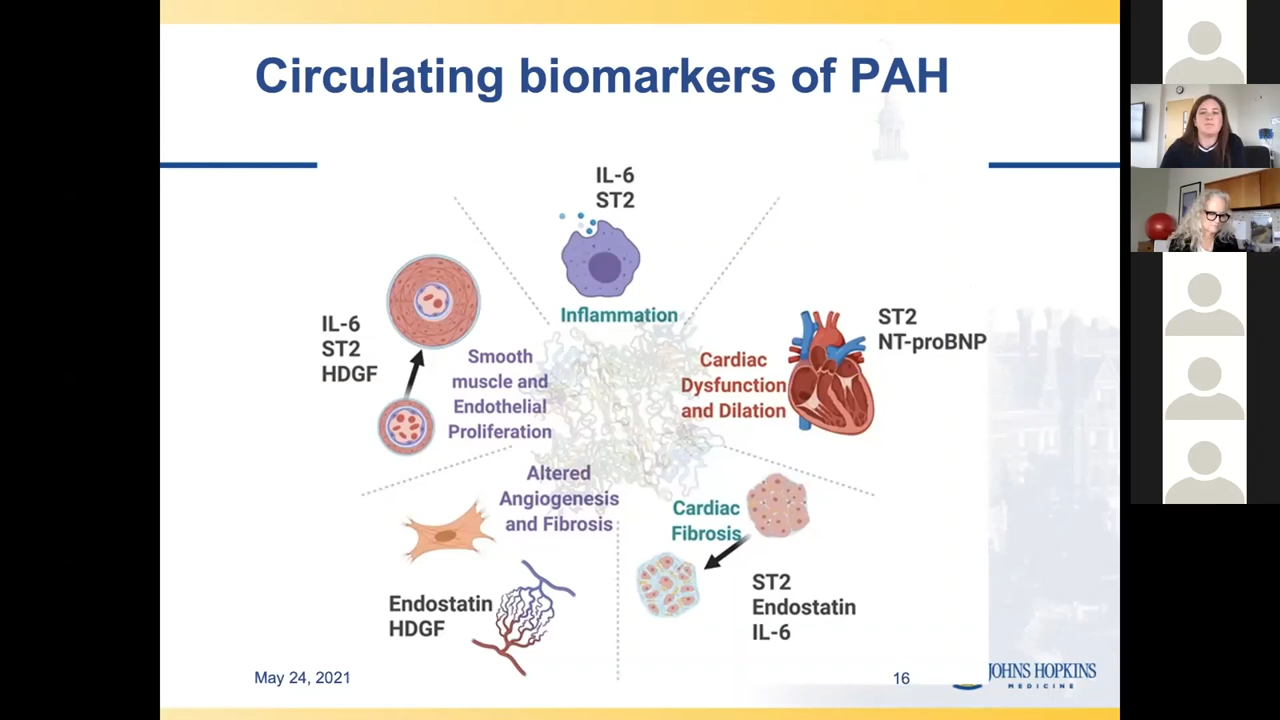 Circulating biomarkers of PAH
IL-6
ST2
Inflammation
IL-6
ST2
HDGF
Smooth
muscle and
Endothelial
Proliferation
ST2
NT-proBNP
Cardiac
Dysfunction
and Dilation
Altered
Angiogenesis
and Fibrosis
Endostatin
HDGF
Cardiac
Fibrosis
ST2
Endostatin
IL-6
May 24, 2021
16
JOHNS HOPKINS
MEDICINE